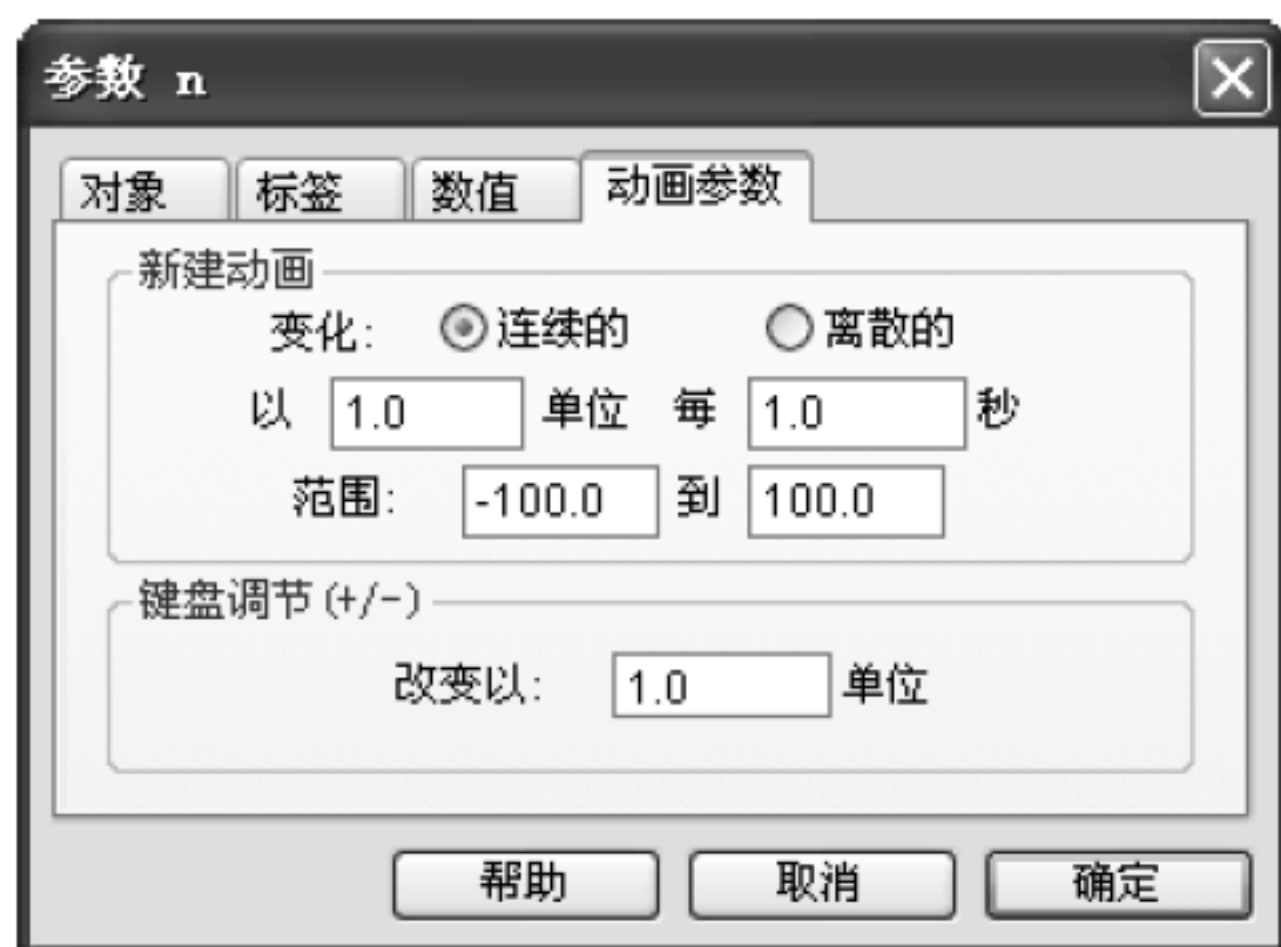 参数 n
对象 标签 数值 动画参数
新建动画
变化: 连续的 离散的
以 1.0 单位 每 1.0 秒
范围: -100.0 到 100.0
键盘调节(+/-)
改变以: 1.0 单位
帮助 取消 确定